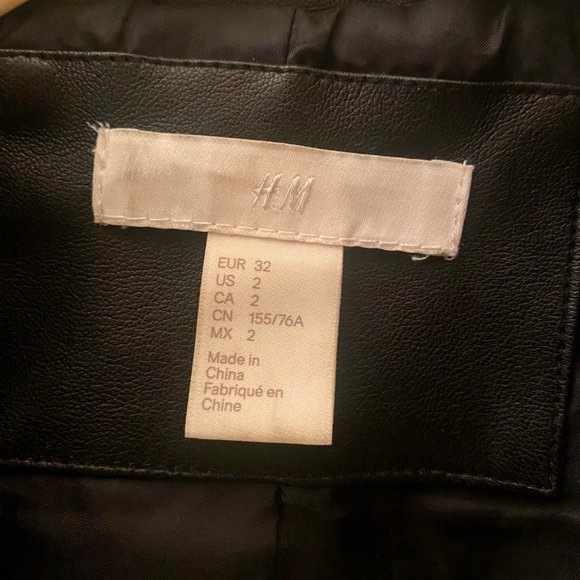 H&M
EUR 32
US 2
CA 2
CN 155/76A
MX 2
Made in
China
Fabriqué en
Chine